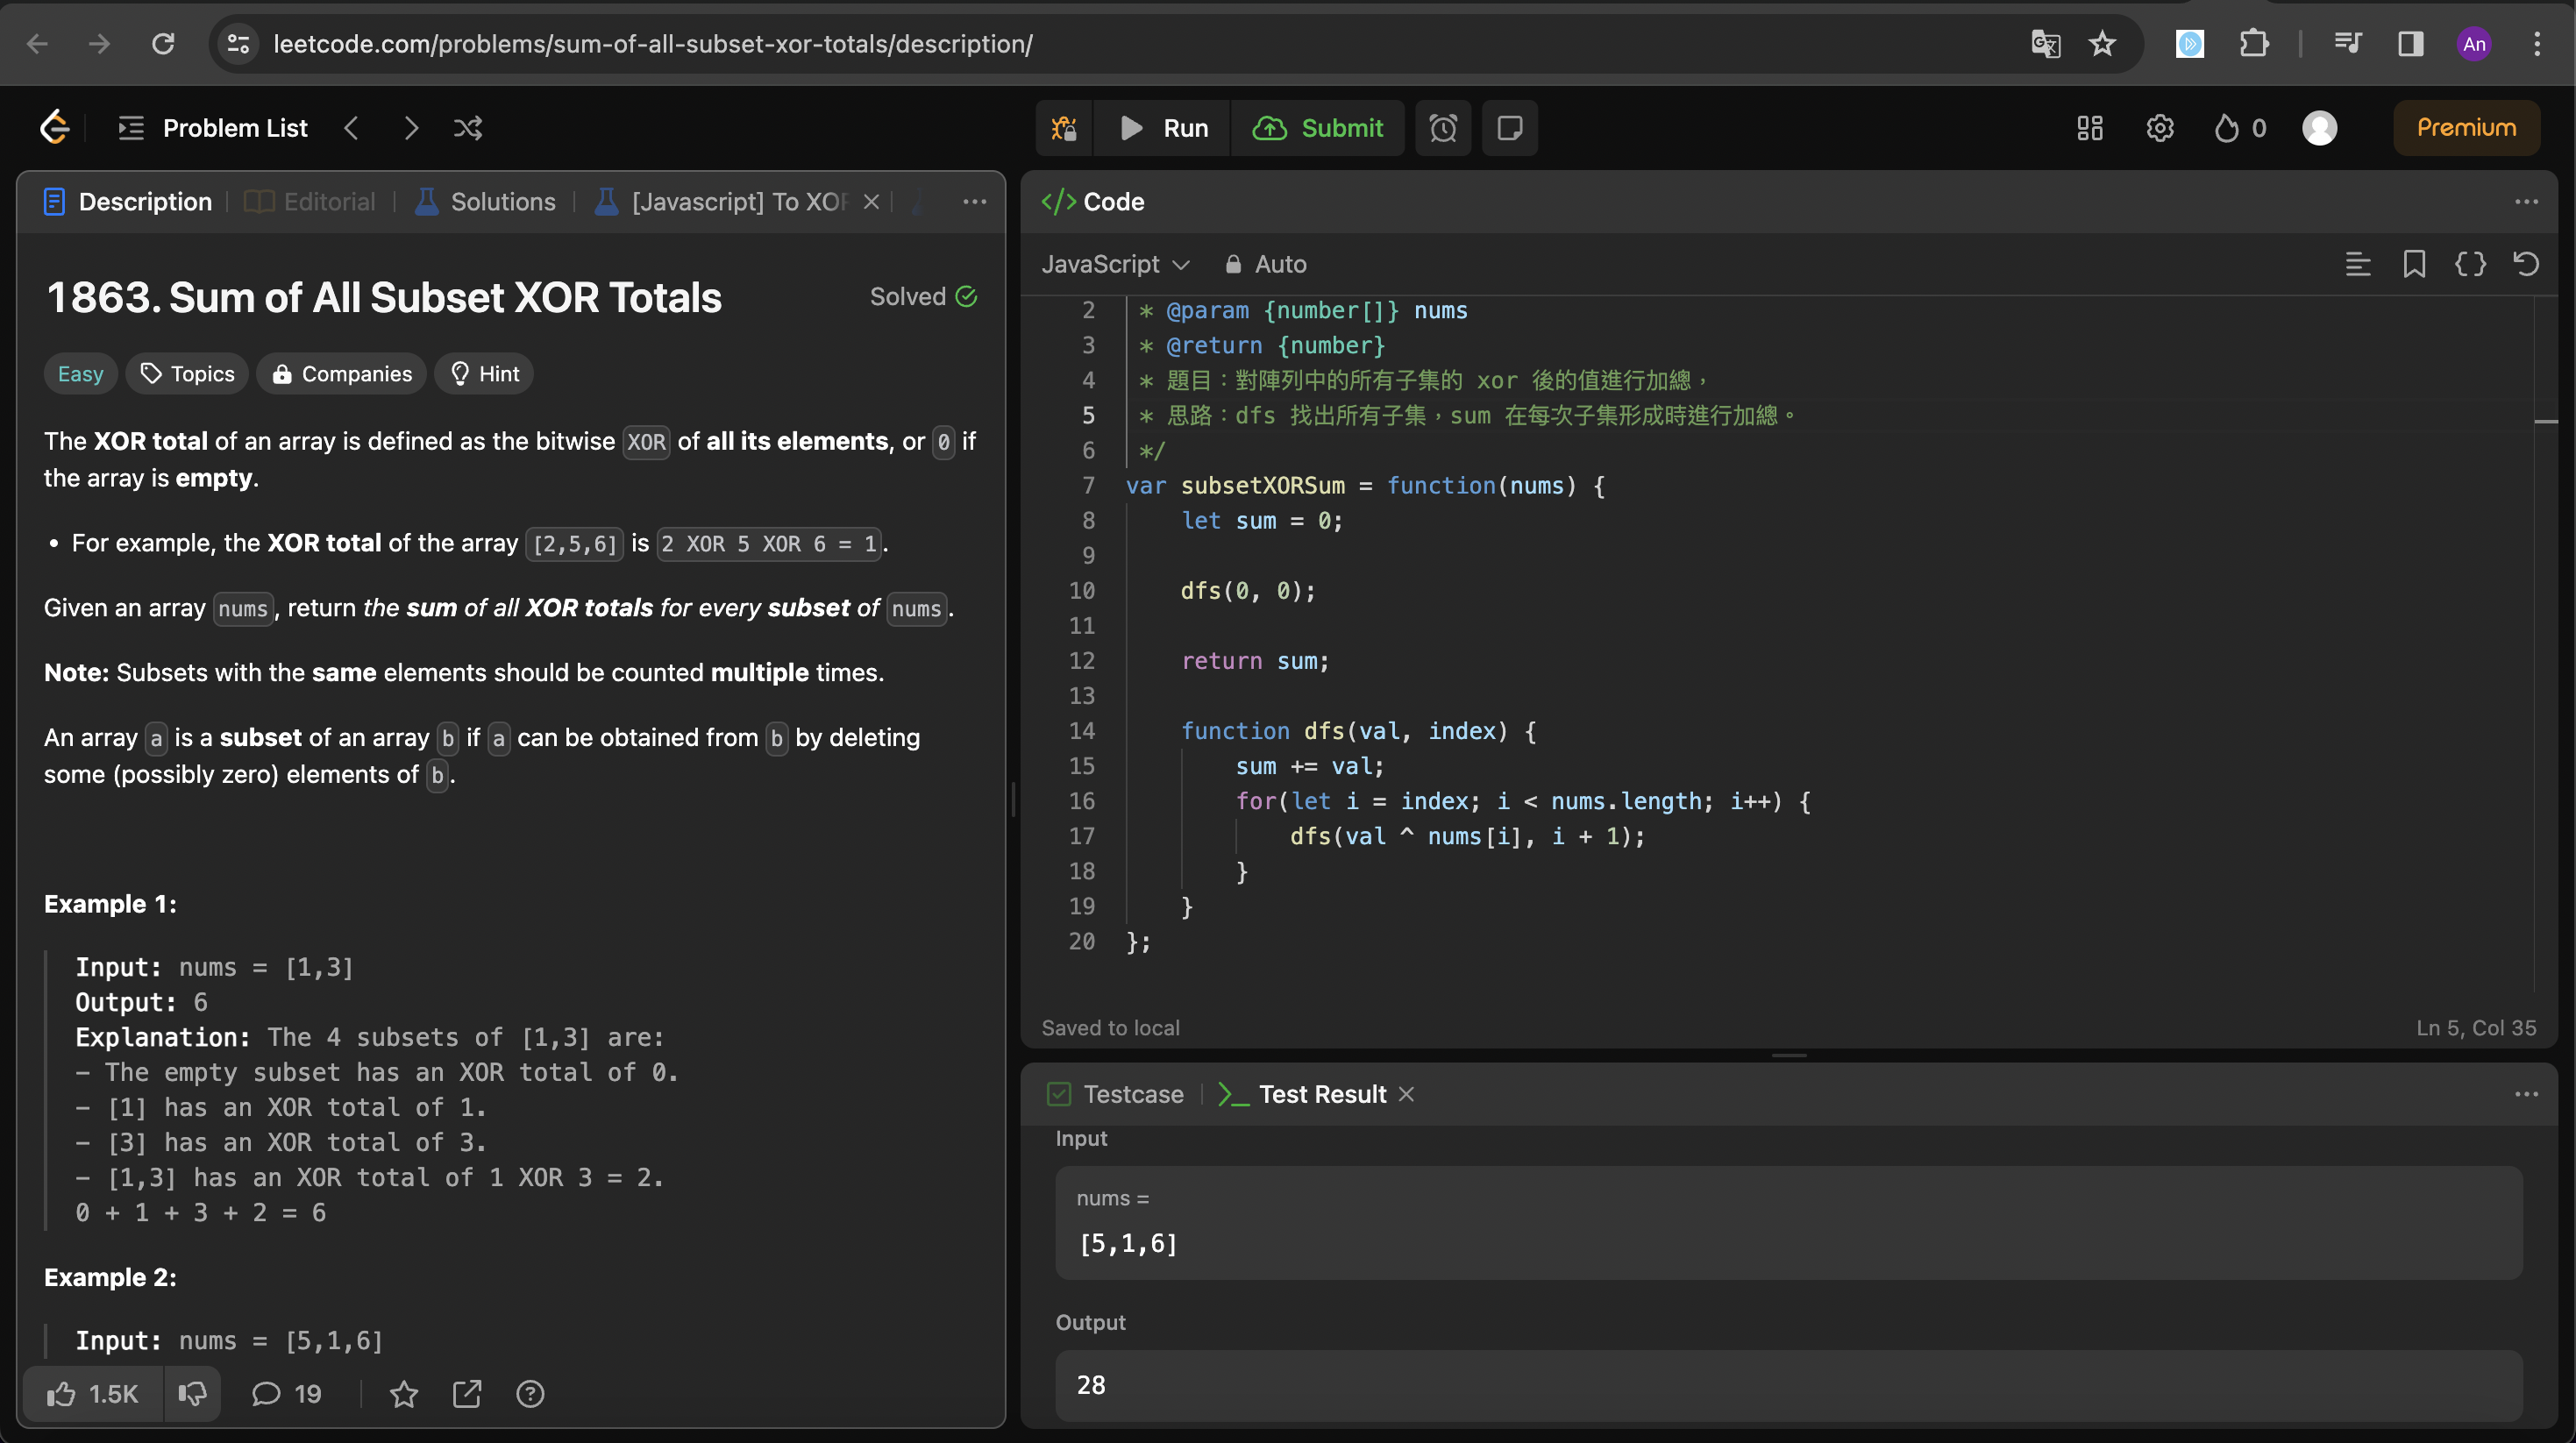 leetcode.com/problems/sum-of-all-subset-xor-totals/description/
An
Problem List
Run
Submit
0
Premium
Description
Editorial
Solutions
[Javascript] To XOR
1863. Sum of All Subset XOR Totals
Solved
Easy
Topics
Companies
Hint
The XOR total of an array is defined as the bitwise XOR of all its elements, or 0 if
the array is empty.
• For example, the XOR total of the array [2,5,6] is 2 XOR 5 XOR 6 = 1.
Given an array nums, return the sum of all XOR totals for every subset of nums.
Note: Subsets with the same elements should be counted multiple times.
An array a is a subset of an array b if a can be obtained from b by deleting
some (possibly zero) elements of b.
Example 1:
Input: nums = [1,3]
Output: 6
Explanation: The 4 subsets of [1,3] are:
- The empty subset has an XOR total of 0.
- [1] has an XOR total of 1.
- [3] has an XOR total of 3.
- [1,3] has an XOR total of 1 XOR 3 = 2.
0 + 1 + 3 + 2 = 6
Example 2:
Input: nums = [5,1,6]
1.5K
19
</> Code
JavaScript
Auto
2 * @param {number[]} nums
3 * @return {number}
4 * 題目：對陣列中的所有子集的 xor 後的值進行加總，
5 * 思路：dfs 找出所有子集，sum 在每次子集形成時進行加總。
6 */
7 var subsetXORSum = function(nums) {
8 let sum = 0;
9
10 dfs(0, 0);
11
12 return sum;
13
14 function dfs(val, index) {
15 sum += val;
16 for(let i = index; i < nums.length; i++) {
17 dfs(val ^ nums[i], i + 1);
18 }
19 }
20 };
Saved to local
Ln 5, Col 35
Testcase
Test Result
Input
nums =
[5,1,6]
Output
28